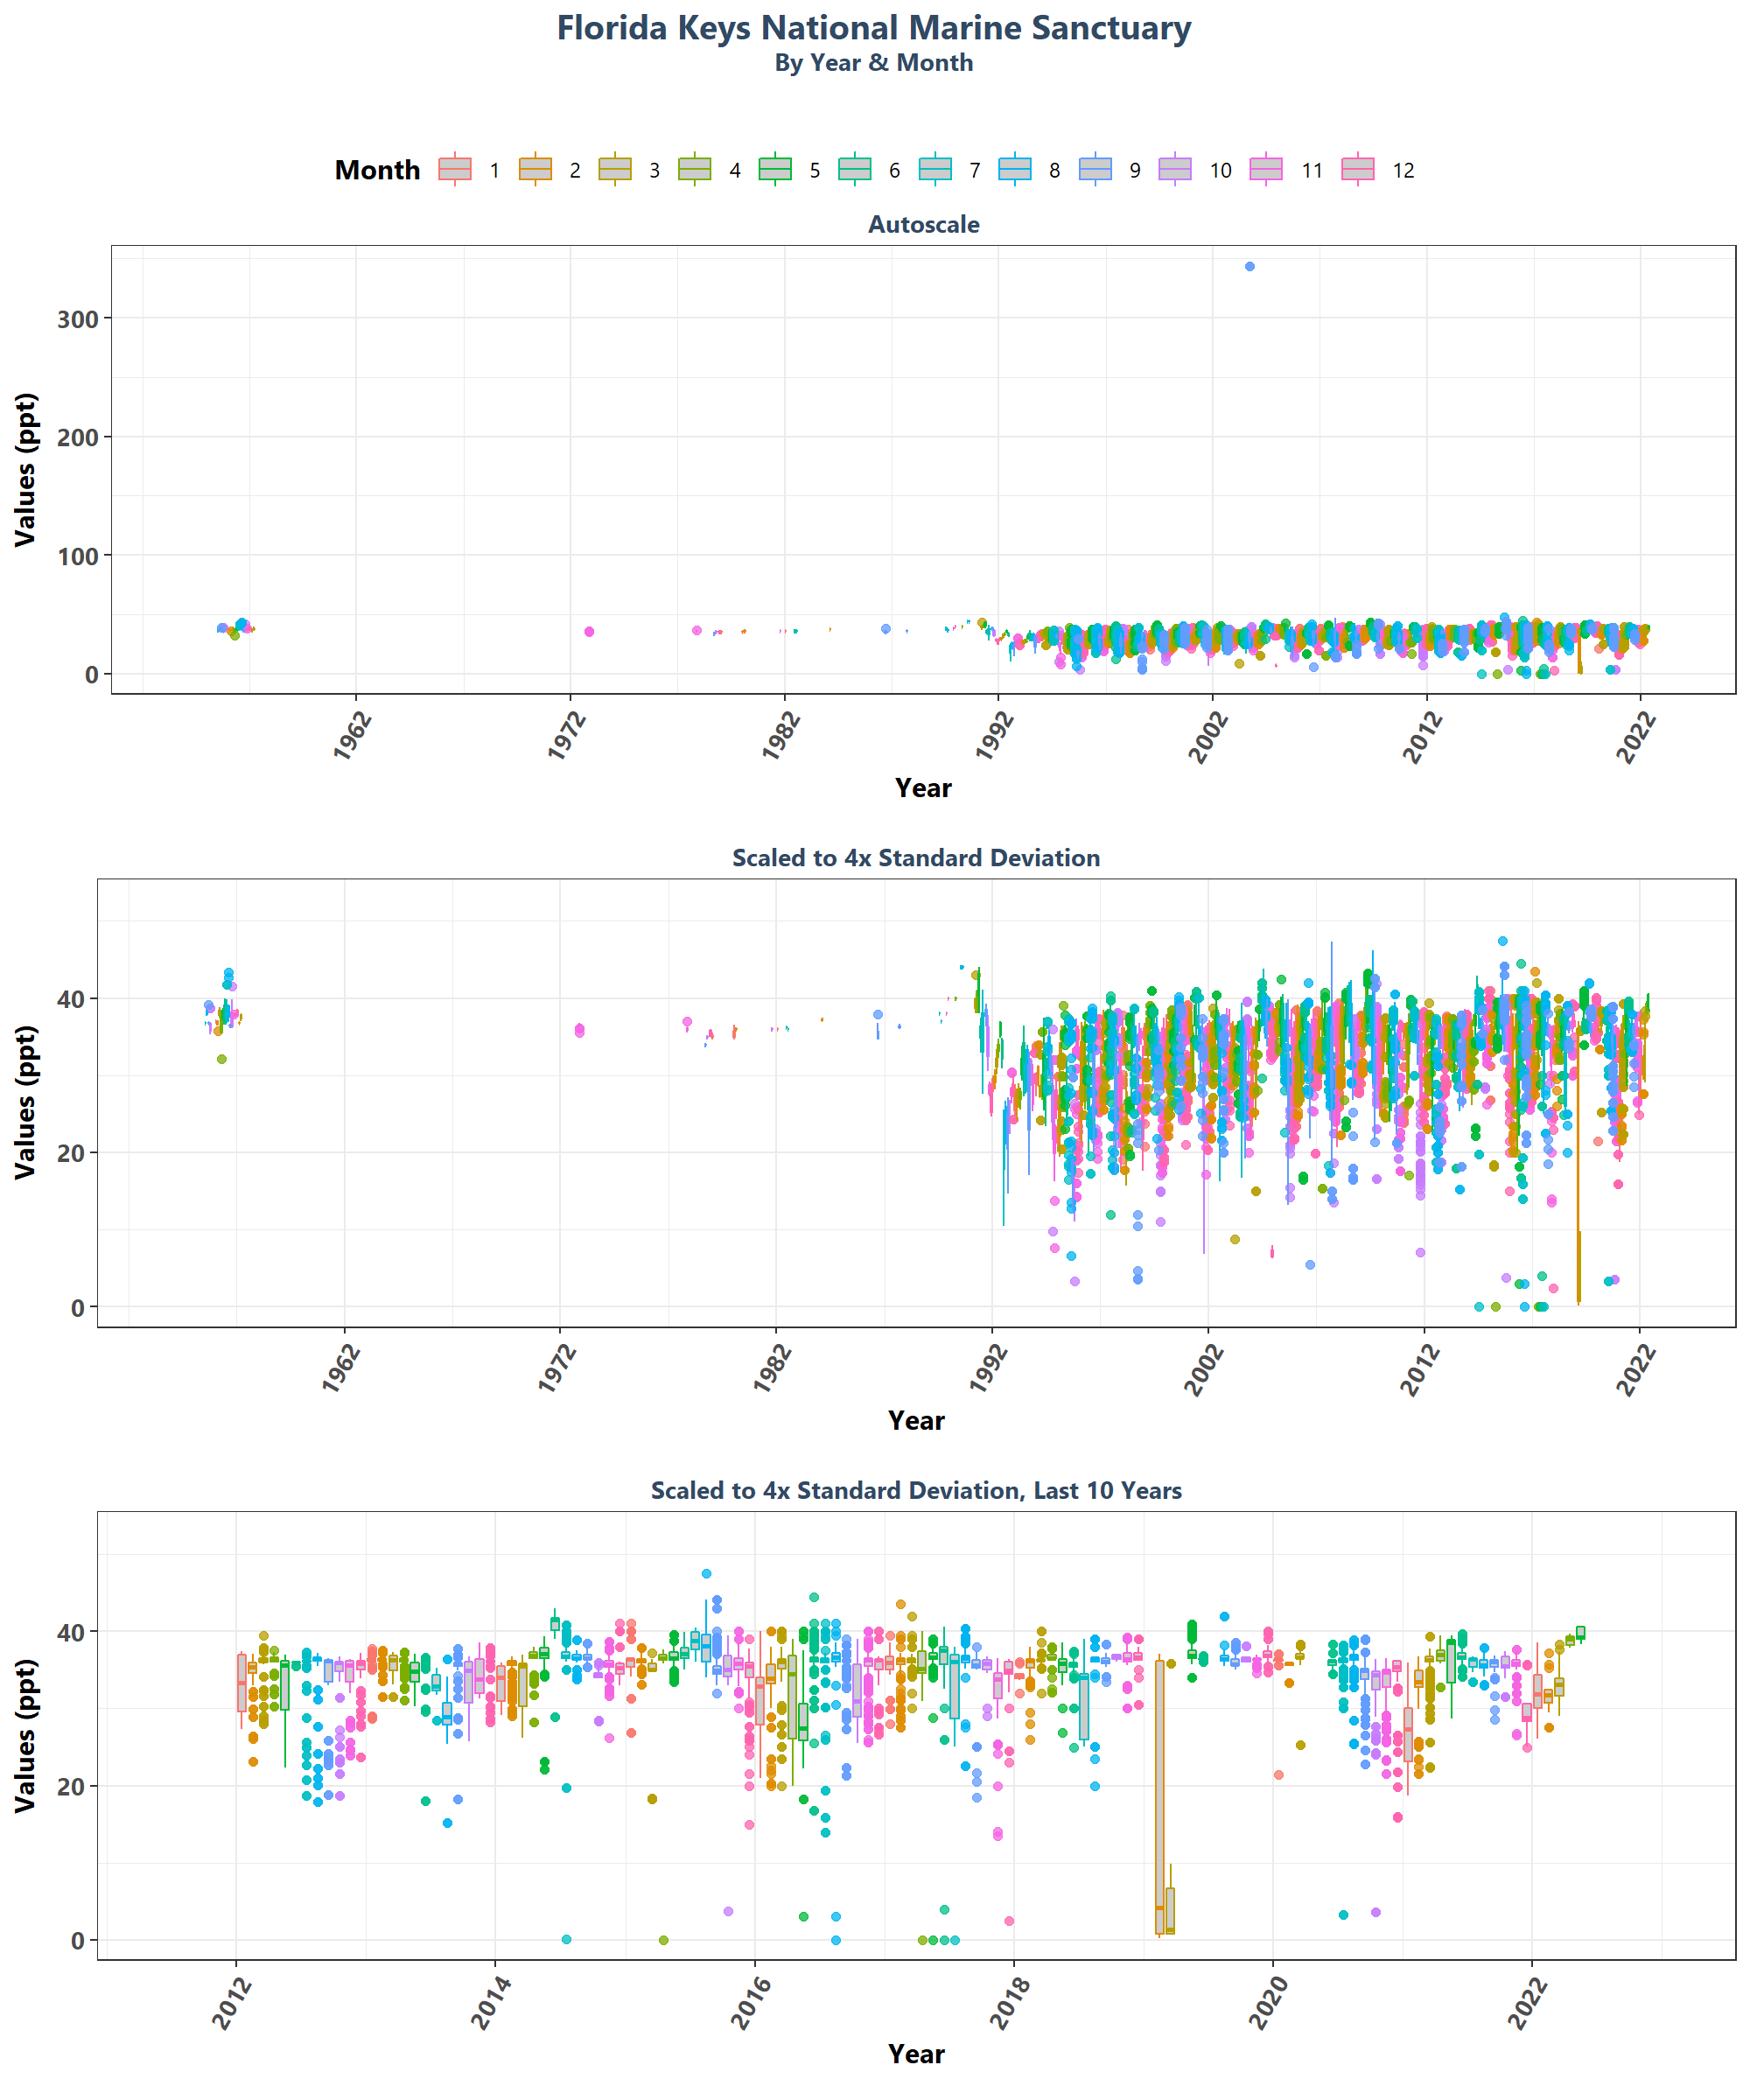 Florida Keys National Marine Sanctuary
By Year & Month
Month 1 2 3 4 5 6 7 8 9 10 11 12
Autoscale
Values (ppt)
300
200
100
0
1962 1972 1982 1992 2002 2012 2022
Year
Scaled to 4x Standard Deviation
Values (ppt)
40
20
0
1962 1972 1982 1992 2002 2012 2022
Year
Scaled to 4x Standard Deviation, Last 10 Years
Values (ppt)
40
20
0
2012 2014 2016 2018 2020 2022
Year